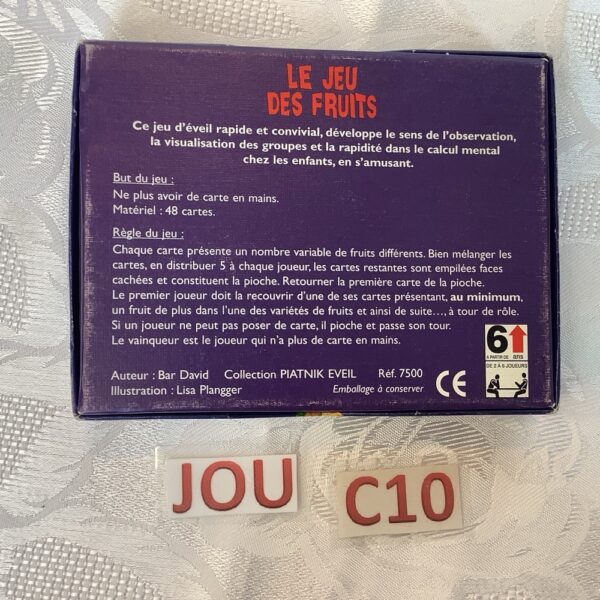 LE JEU
DES FRUITS
Ce jeu d'éveil rapide et convivial, développe le sens de l'observation,
la visualisation des groupes et la rapidité dans le calcul mental
chez les enfants, en s'amusant.
But du jeu :
Ne plus avoir de carte en mains.
Matériel : 48 cartes.
Règle du jeu :
Chaque carte présente un nombre variable de fruits différents. Bien mélanger les
cartes, en distribuer 5 à chaque joueur, les cartes restantes sont empilées faces
cachées et constituent la pioche. Retourner la première carte de la pioche.
Le premier joueur doit la recouvrir d'une de ses cartes présentant, au minimum,
un fruit de plus dans l'une des variétés de fruits et ainsi de suite..., à tour de rôle.
Si un joueur ne peut pas poser de carte, il pioche et passe son tour.
Le vainqueur est le joueur qui n'a plus de carte en mains.
6
A PARTIR DE ans
DE 2 À 6 JOUEURS
Auteur : Bar David Collection PIATNIK EVEIL Réf. 7500
Illustration : Lisa Plangger Emballage à conserver CE
JOU
C10